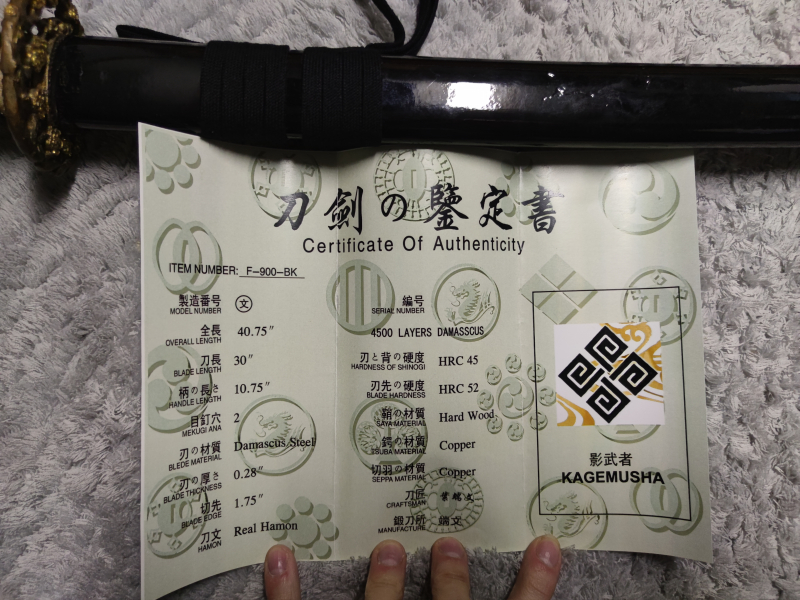 刀劍の鑒定書
Certificate Of Authenticity
ITEM NUMBER: F-900-BK
製造番号
MODEL NUMBER
文
全長
OVERALL LENGTH
40.75"
刀長
BLADE LENGTH
30"
柄の長さ
HANDLE LENGTH
10.75"
目釘穴
MEKUGI ANA
2
刃の材質
BLEDE MATERIAL
Damascus Steel
刃の厚さ
BLADE THICKNESS
0.28"
切先
BLADE EDGE
1.75"
刀文
HAMON
Real Hamon
編号
SERIAL NUMBER
4500 LAYERS DAMASSCUS
刃と背の硬度
HARDNESS OF SHINOGI
HRC 45
刃先の硬度
BLADE HARDNESS
HRC 52
鞘の材質
SAYA MATERIAL
Hard Wood
鍔の材質
TSUBA MATERIAL
Copper
切羽の材質
SEPPA MATERIAL
Copper
刀匠
CRAFTSMAN
鍛刀所
MANUFACTURE
影武者
KAGEMUSHA